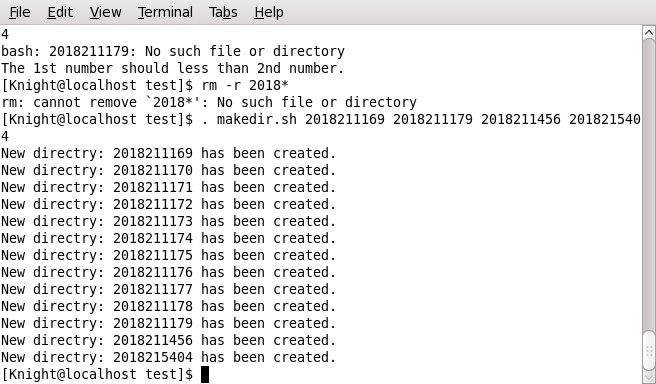 File Edit View Terminal Tabs Help
4
bash: 2018211179: No such file or directory
The 1st number should less than 2nd number.
[Knight@localhost test]$ rm -r 2018*
rm: cannot remove `2018*': No such file or directory
[Knight@localhost test]$ . makedir.sh 2018211169 2018211179 2018211456 201821540
4
New directry: 2018211169 has been created.
New directry: 2018211170 has been created.
New directry: 2018211171 has been created.
New directry: 2018211172 has been created.
New directry: 2018211173 has been created.
New directry: 2018211174 has been created.
New directry: 2018211175 has been created.
New directry: 2018211176 has been created.
New directry: 2018211177 has been created.
New directry: 2018211178 has been created.
New directry: 2018211179 has been created.
New directry: 2018211456 has been created.
New directry: 2018215404 has been created.
[Knight@localhost test]$